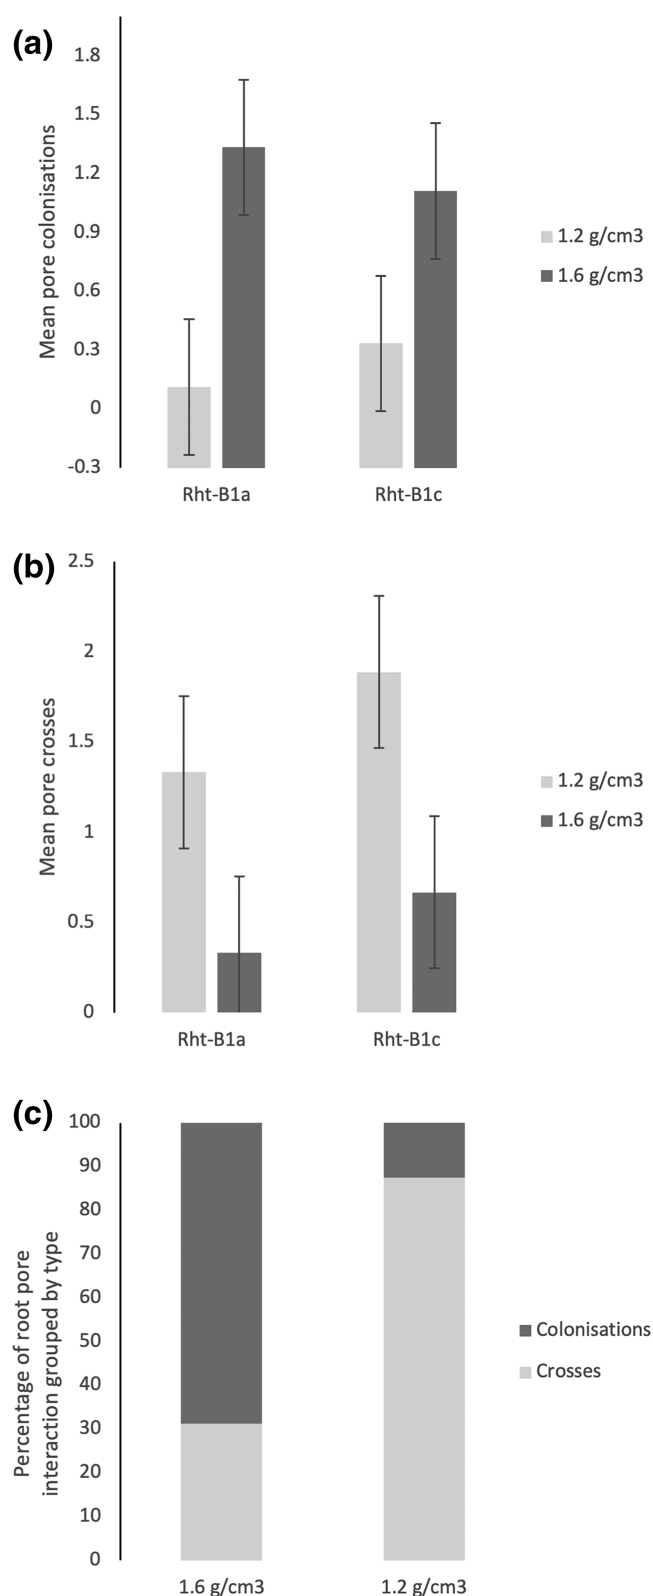 (a)
Mean pore colonisations
1.8
1.5
1.2
0.9
0.6
0.3
0
-0.3
Rht-B1a
Rht-B1c
1.2 g/cm3
1.6 g/cm3
(b)
Mean pore crosses
2.5
2
1.5
1
0.5
0
Rht-B1a
Rht-B1c
1.2 g/cm3
1.6 g/cm3
(c)
Percentage of root pore
interaction grouped by type
100
90
80
70
60
50
40
30
20
10
0
1.6 g/cm3
1.2 g/cm3
Colonisations
Crosses